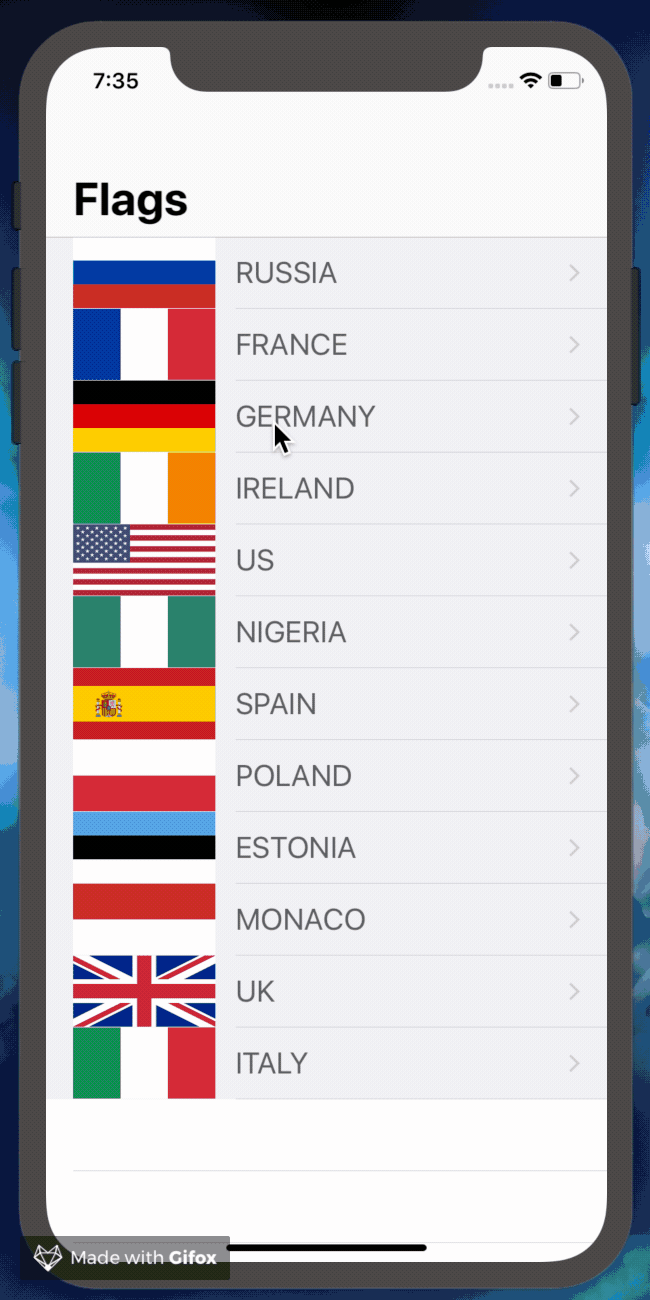 7:35
Flags
RUSSIA
FRANCE
GERMANY
IRELAND
US
NIGERIA
SPAIN
POLAND
ESTONIA
MONACO
UK
ITALY
Made with Gifox